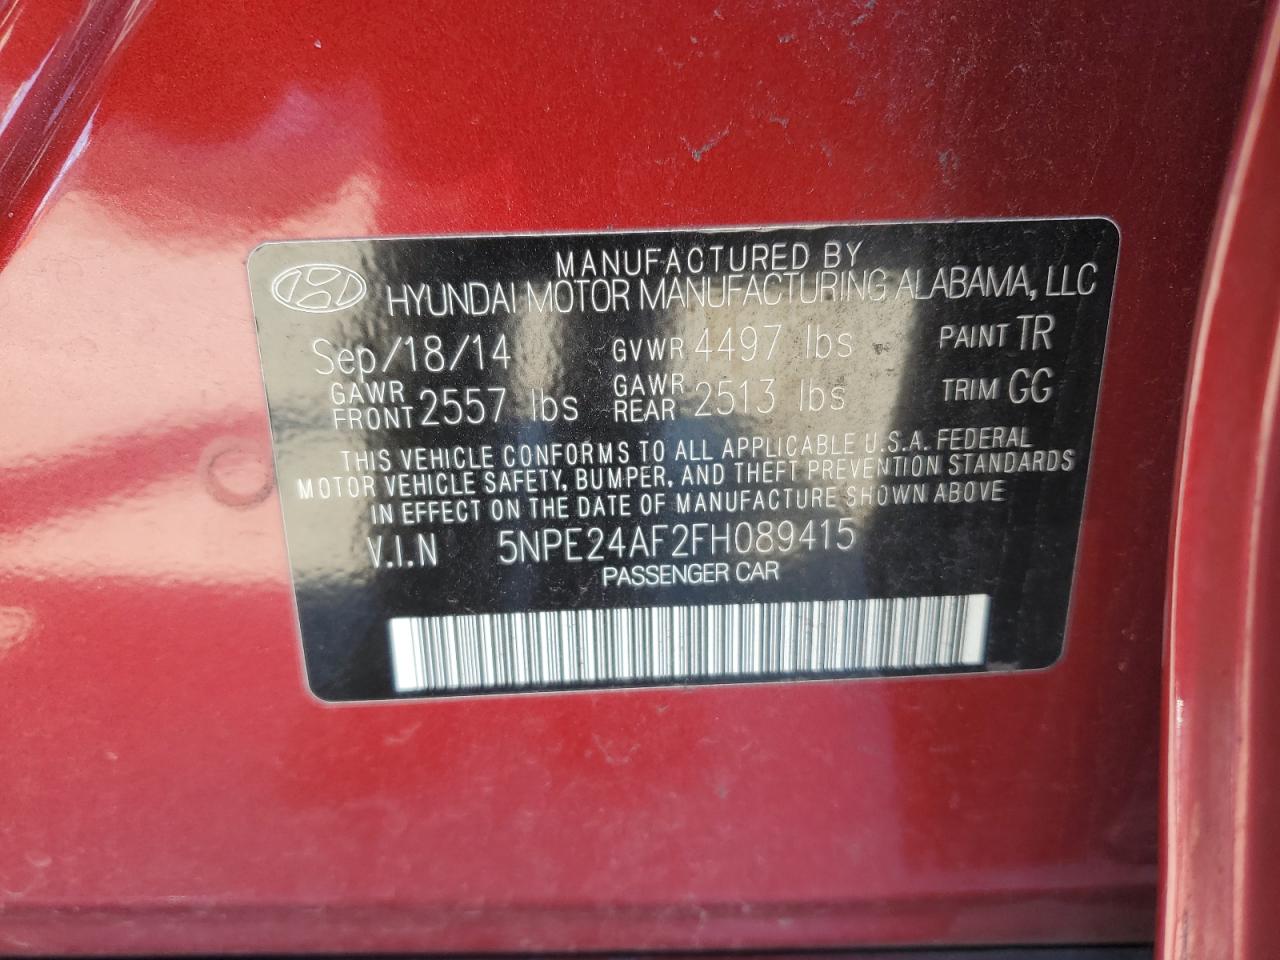 MANUFACTURED BY
HYUNDAI MOTOR MANUFACTURING ALABAMA, LLC
Sep/18/14 GVWR 4497 lbs PAINT TR
GAWR FRONT 2557 lbs GAWR REAR 2513 lbs TRIM GG
THIS VEHICLE CONFORMS TO ALL APPLICABLE U.S.A. FEDERAL
MOTOR VEHICLE SAFETY, BUMPER, AND THEFT PREVENTION STANDARDS
IN EFFECT ON THE DATE OF MANUFACTURE SHOWN ABOVE
V.I.N 5NPE24AF2FH089415
PASSENGER CAR